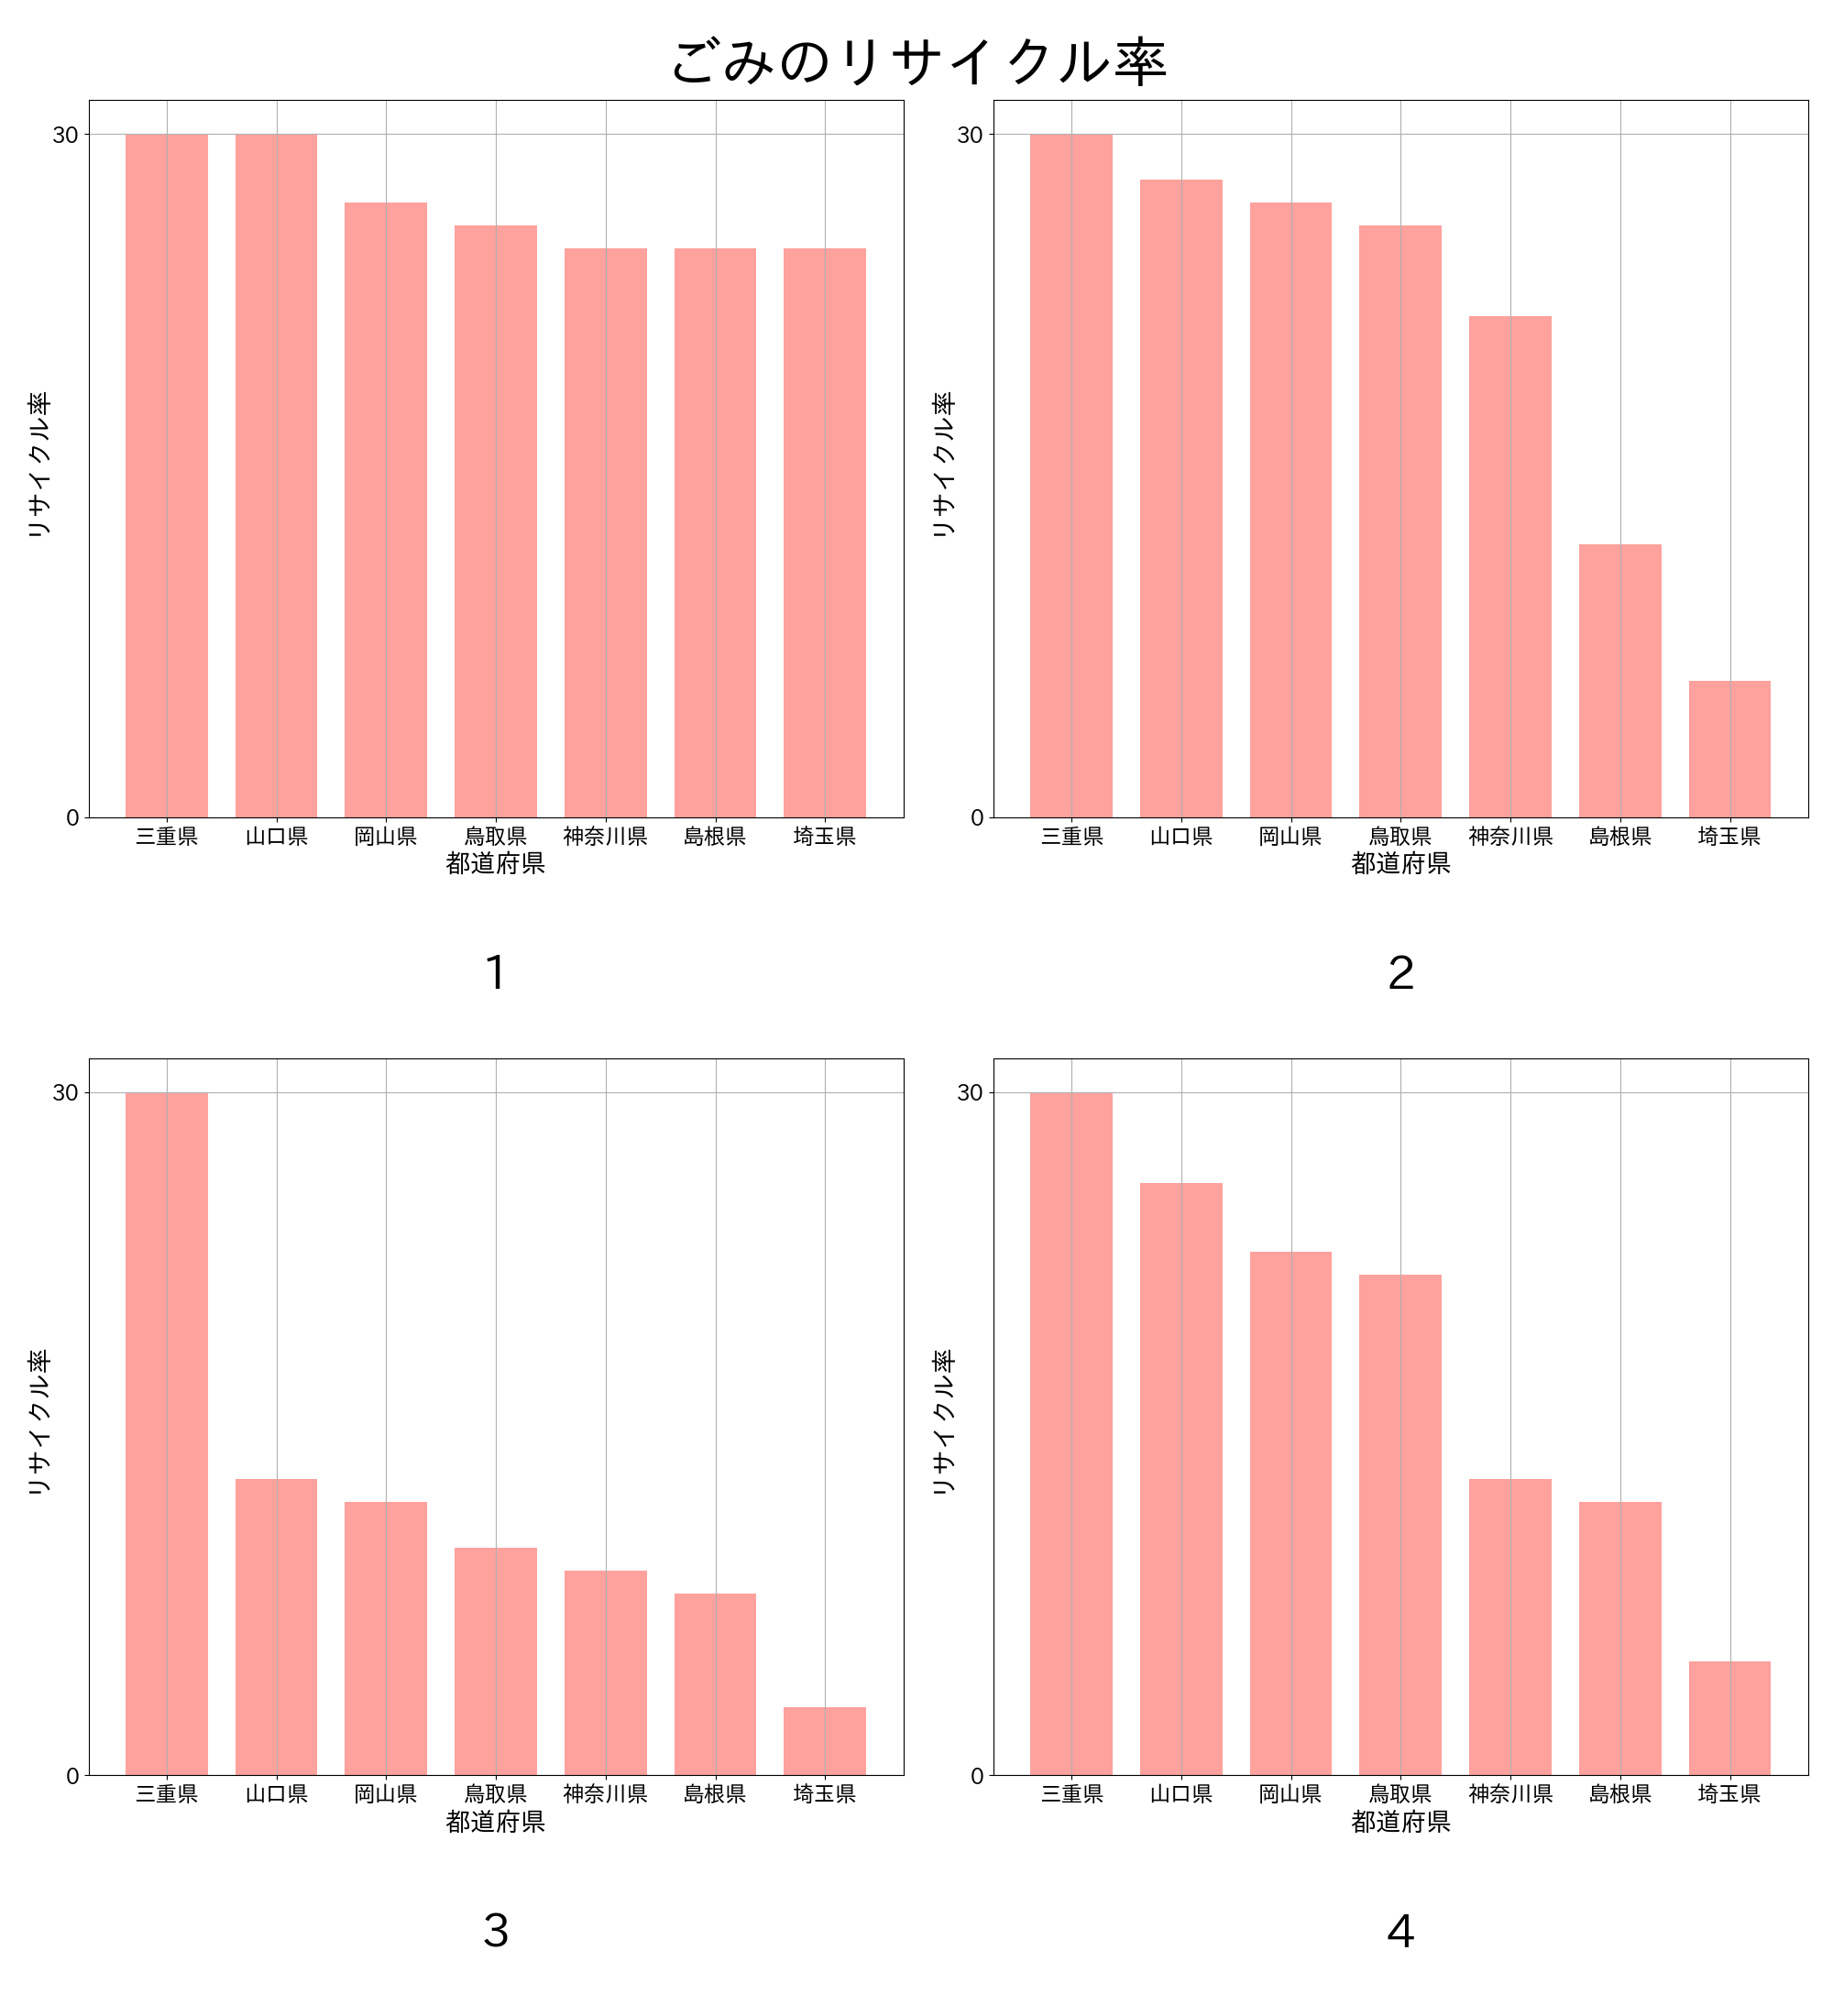 ごみのリサイクル率
30
0
リサイクル率
三重県 山口県 岡山県 鳥取県 神奈川県 島根県 埼玉県
都道府県
1
30
0
リサイクル率
三重県 山口県 岡山県 鳥取県 神奈川県 島根県 埼玉県
都道府県
2
30
0
リサイクル率
三重県 山口県 岡山県 鳥取県 神奈川県 島根県 埼玉県
都道府県
3
30
0
リサイクル率
三重県 山口県 岡山県 鳥取県 神奈川県 島根県 埼玉県
都道府県
4